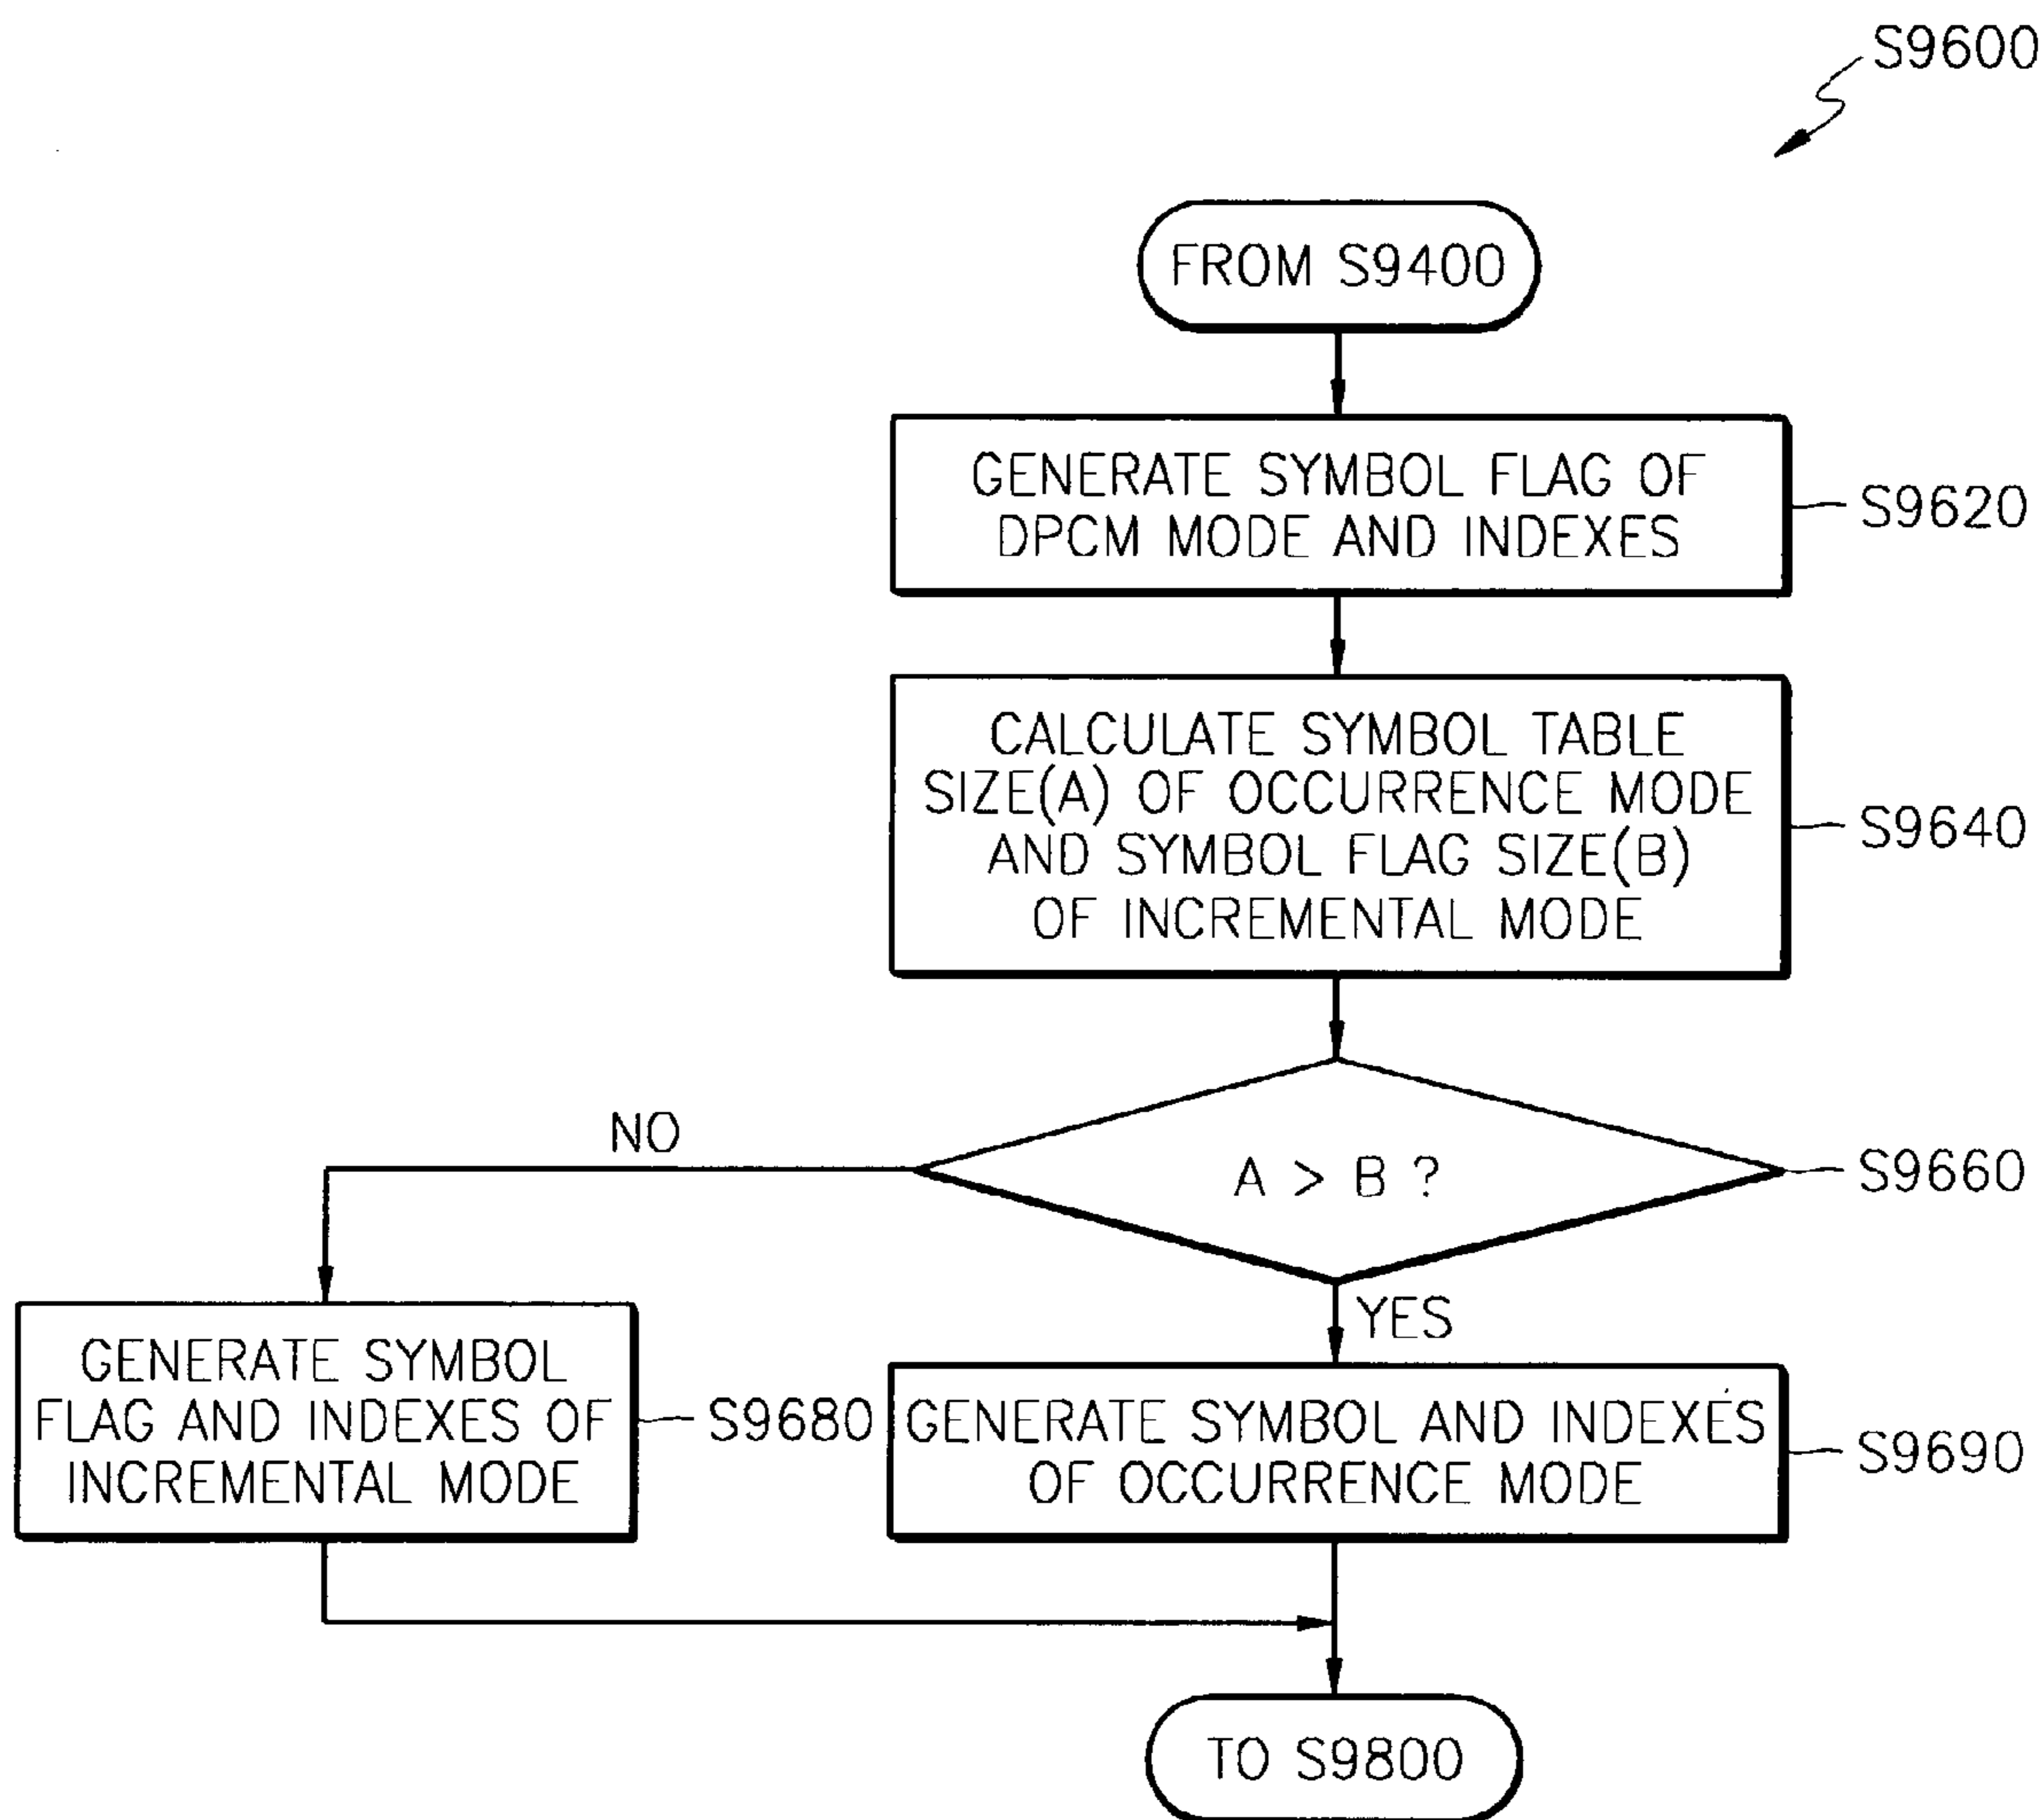 S9600
FROM S9400
GENERATE SYMBOL FLAG OF
DPCM MODE AND INDEXES
S9620
CALCULATE SYMBOL TABLE
SIZE(A) OF OCCURRENCE MODE
AND SYMBOL FLAG SIZE(B)
OF INCREMENTAL MODE
S9640
NO
A > B ?
S9660
YES
GENERATE SYMBOL
FLAG AND INDEXES OF
INCREMENTAL MODE
S9680
GENERATE SYMBOL AND INDEXES
OF OCCURRENCE MODE
S9690
TO S9800